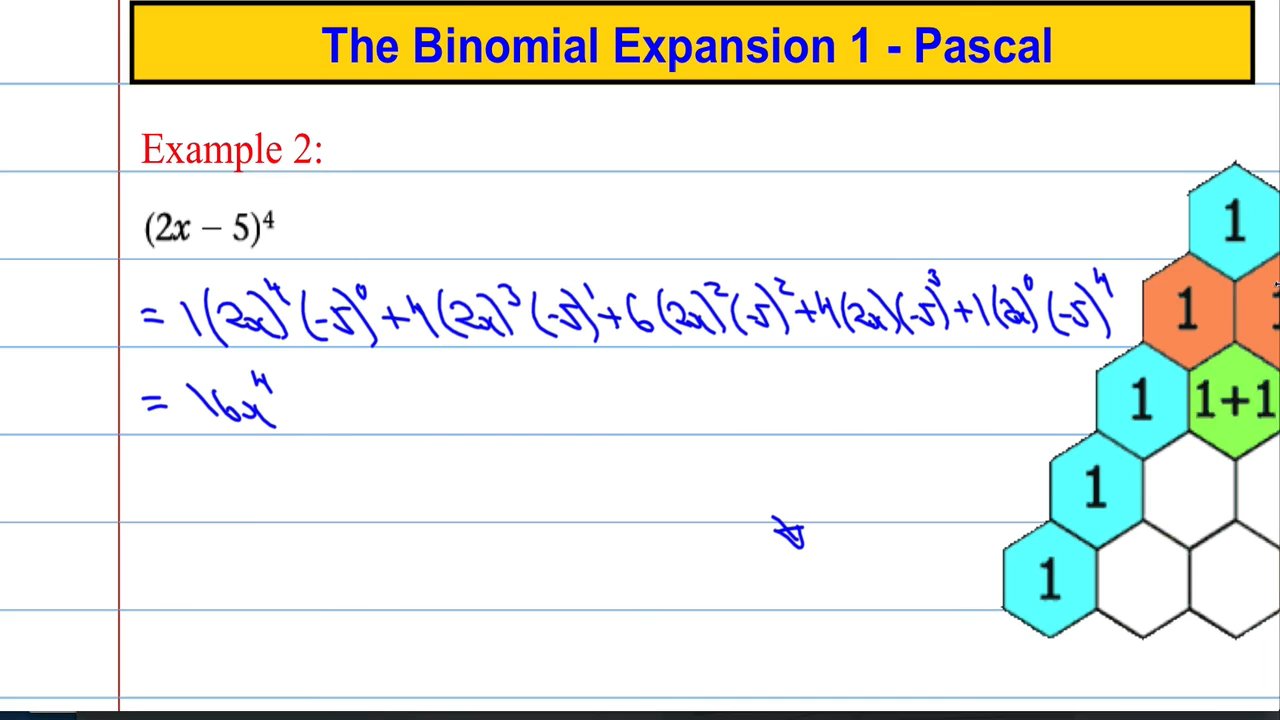 The Binomial Expansion 1 - Pascal
Example 2:
(2x − 5)⁴
= 1(2x)⁴(-5)⁰+4(2x)³(-5)¹+6(2x)²(-5)²+4(2x)(-5)³+1(2x)⁰(-5)⁴
= 16x⁴
1
1 1
1 1+1
1
1